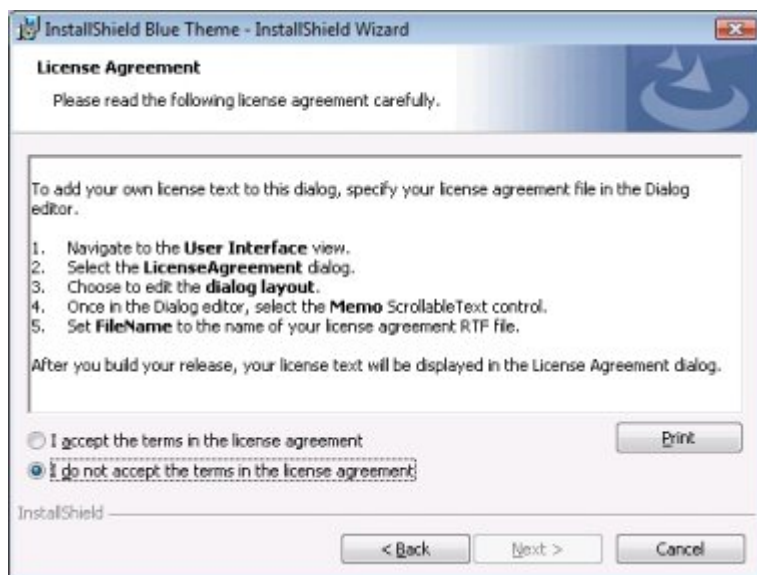 InstallShield Blue Theme - InstallShield Wizard
License Agreement
Please read the following license agreement carefully.
To add your own license text to this dialog, specify your license agreement file in the Dialog
editor.
1. Navigate to the User Interface view.
2. Select the LicenseAgreement dialog.
3. Choose to edit the dialog layout.
4. Once in the Dialog editor, select the Memo ScrollableText control.
5. Set FileName to the name of your license agreement RTF file.
After you build your release, your license text will be displayed in the License Agreement dialog.
I accept the terms in the license agreement
Print
I do not accept the terms in the license agreement
InstallShield
< Back
Next >
Cancel